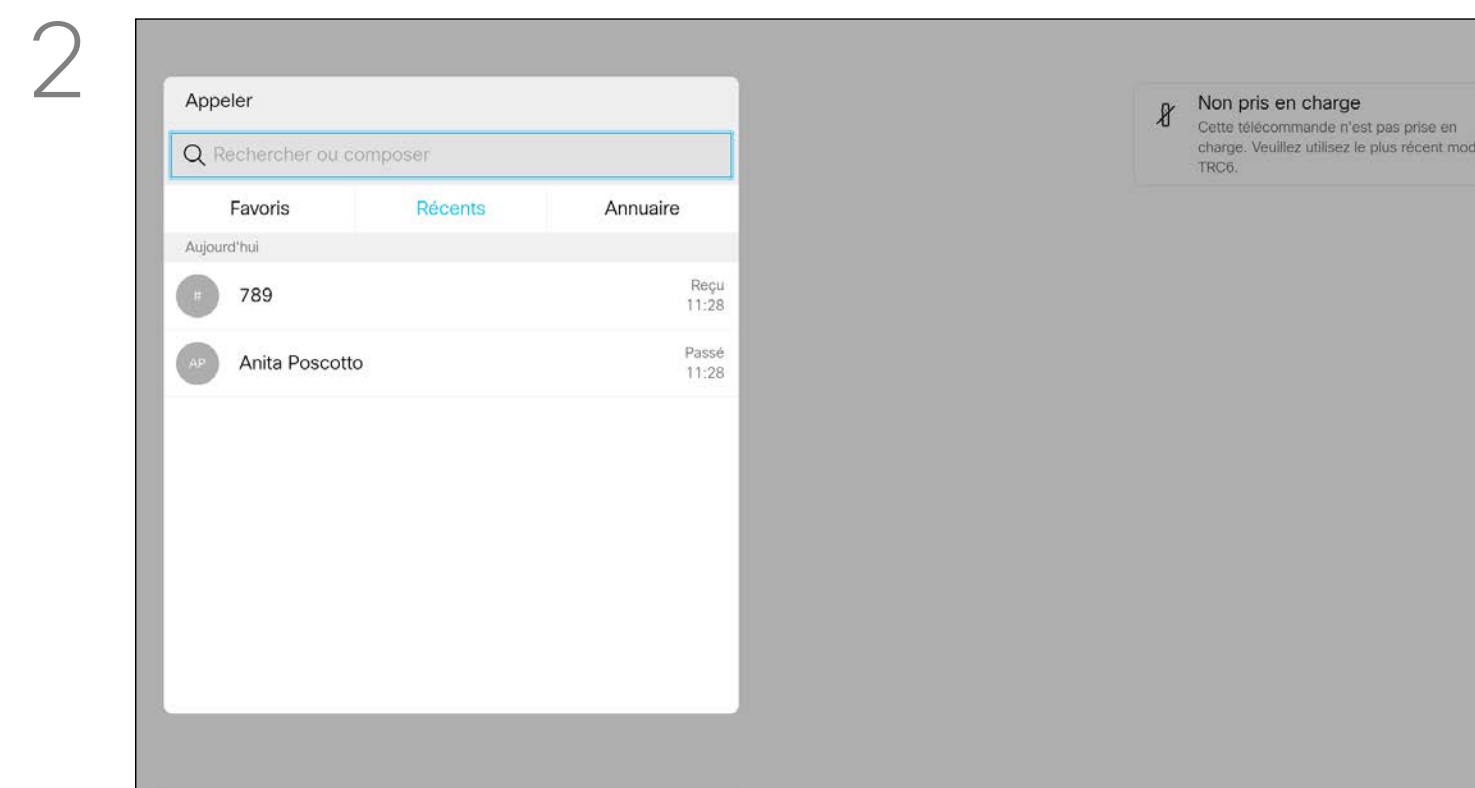 2
Appeler
Rechercher ou composer
Favoris Récents Annuaire
Aujourd'hui
# 789 Reçu
11:28
AP Anita Poscotto Passé
11:28
Non pris en charge
Cette télécommande n'est pas prise en
charge. Veuillez utilisez le plus récent mod
TRC6.